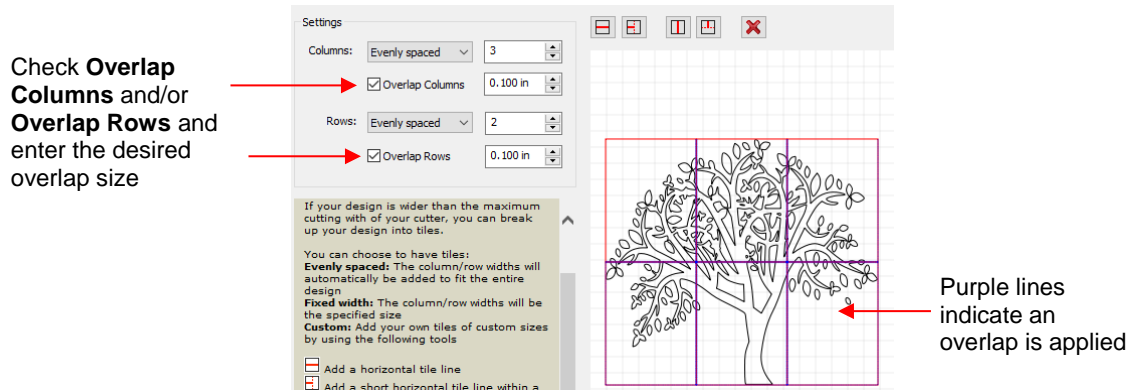 Check Overlap
Columns and/or
Overlap Rows and
enter the desired
overlap size
Settings
Columns: Evenly spaced 3
Overlap Columns 0.100 in
Rows: Evenly spaced 2
Overlap Rows 0.100 in
If your design is wider than the maximum
cutting with of your cutter, you can break
up your design into tiles.
You can choose to have tiles:
Evenly spaced: The column/row widths will
automatically be added to fit the entire
design
Fixed width: The column/row widths will be
the specified size
Custom: Add your own tiles of custom sizes
by using the following tools
Add a horizontal tile line
Add a short horizontal tile line within a
Purple lines
indicate an
overlap is applied